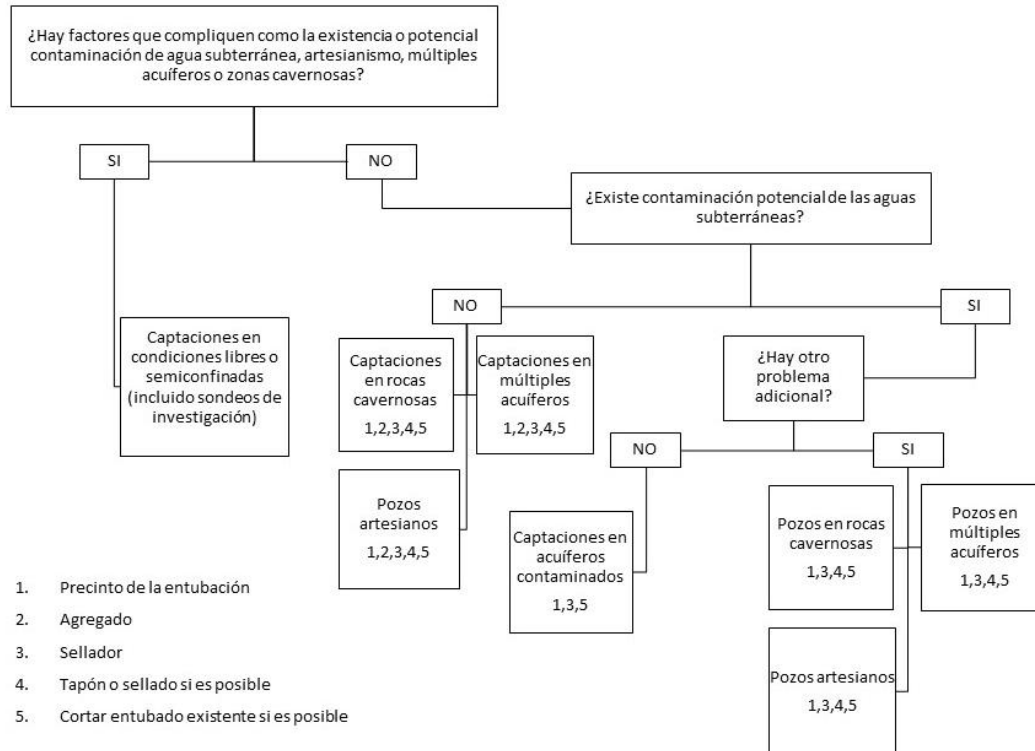 ¿Hay factores que compliquen como la existencia o potencial
contaminación de agua subterránea, artesianismo, múltiples
acuíferos o zonas cavernosas?
SI
NO
¿Existe contaminación potencial de las aguas
subterráneas?
NO
SI
Captaciones en
condiciones libres o
semiconfinadas
(incluido sondeos de
investigación)
Captaciones
en rocas
cavernosas
1,2,3,4,5
Captaciones en
múltiples
acuíferos
1,2,3,4,5
¿Hay otro
problema
adicional?
NO
SI
Pozos
artesianos
1,2,3,4,5
Captaciones en
acuíferos
contaminados
1,3,5
Pozos en rocas
cavernosas
1,3,4,5
Pozos en
múltiples
acuíferos
1,3,4,5
Pozos artesianos
1,3,4,5
1. Precinto de la entubación
2. Agregado
3. Sellador
4. Tapón o sellado si es posible
5. Cortar entubado existente si es posible